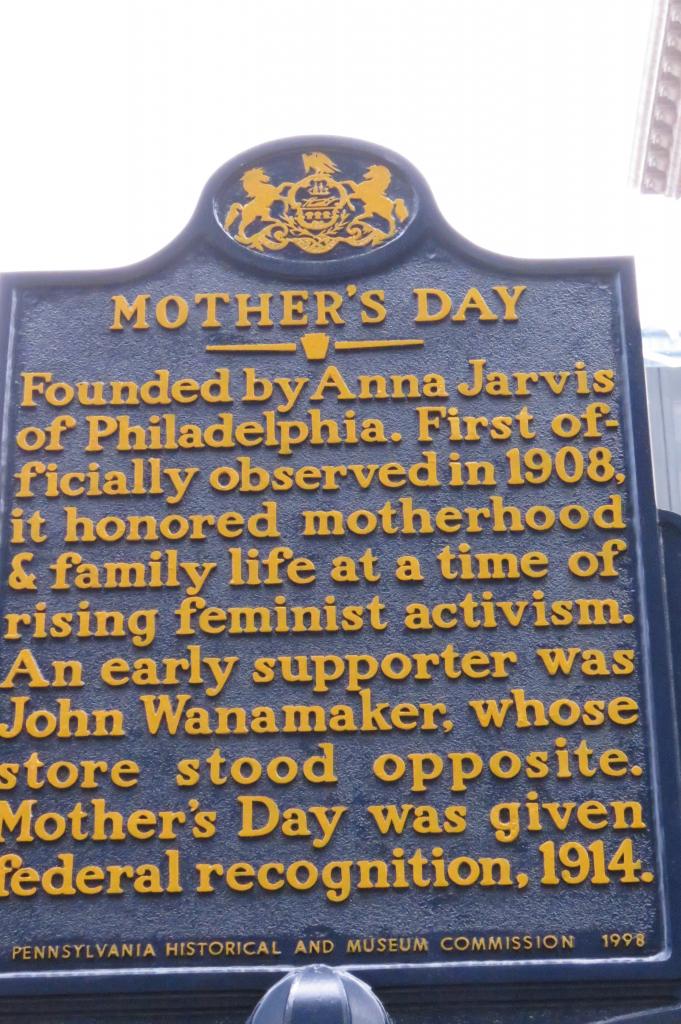 MOTHER'S DAY
Founded by Anna Jarvis
of Philadelphia. First of-
ficially observed in 1908,
it honored motherhood
& family life at a time of
rising feminist activism.
An early supporter was
John Wanamaker, whose
store stood opposite.
Mother's Day was given
federal recognition, 1914.
PENNSYLVANIA HISTORICAL AND MUSEUM COMMISSION 1998